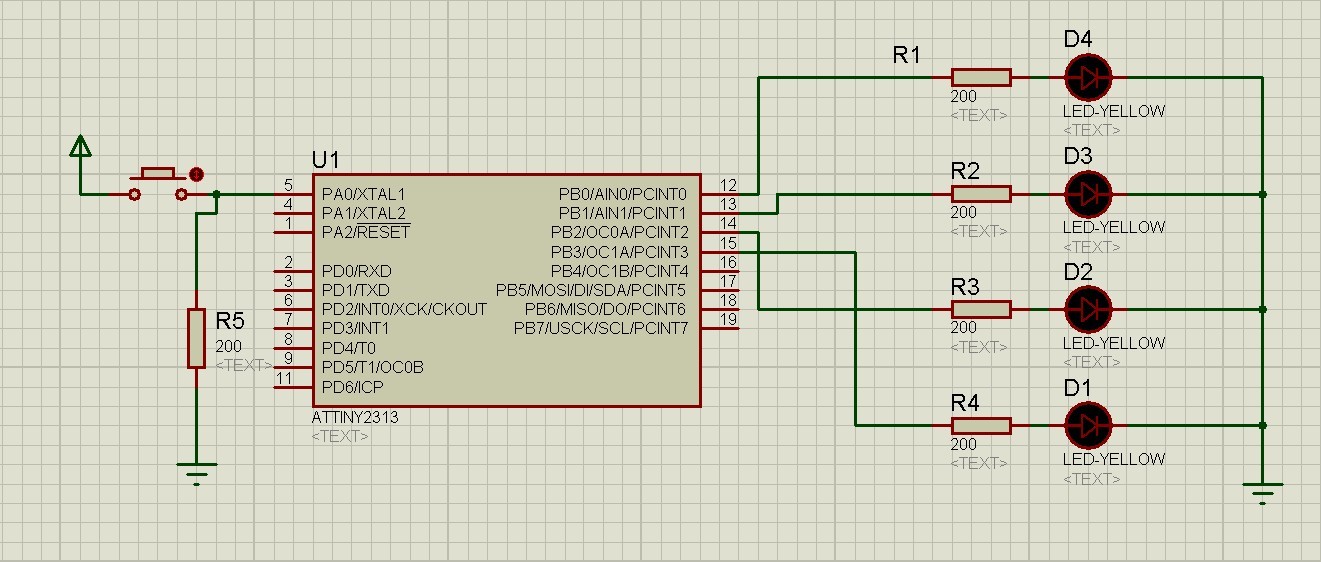 D4
R1
200
<TEXT>
LED-YELLOW
<TEXT>
D3
R2
200
<TEXT>
LED-YELLOW
<TEXT>
U1
5 PA0/XTAL1 PB0/AIN0/PCINT0 12
4 PA1/XTAL2 PB1/AIN1/PCINT1 13
1 PA2/RESET PB2/OC0A/PCINT2 14
PB3/OC1A/PCINT3 15
2 PD0/RXD PB4/OC1B/PCINT4 16
3 PD1/TXD PB5/MOSI/DI/SDA/PCINT5 17
6 PD2/INT0/XCK/CKOUT PB6/MISO/DO/PCINT6 18
7 PD3/INT1 PB7/USCK/SCL/PCINT7 19
8 PD4/T0
9 PD5/T1/OC0B
11 PD6/ICP
ATTINY2313
<TEXT>
R5
200
<TEXT>
D2
R3
200
<TEXT>
LED-YELLOW
<TEXT>
D1
R4
200
<TEXT>
LED-YELLOW
<TEXT>